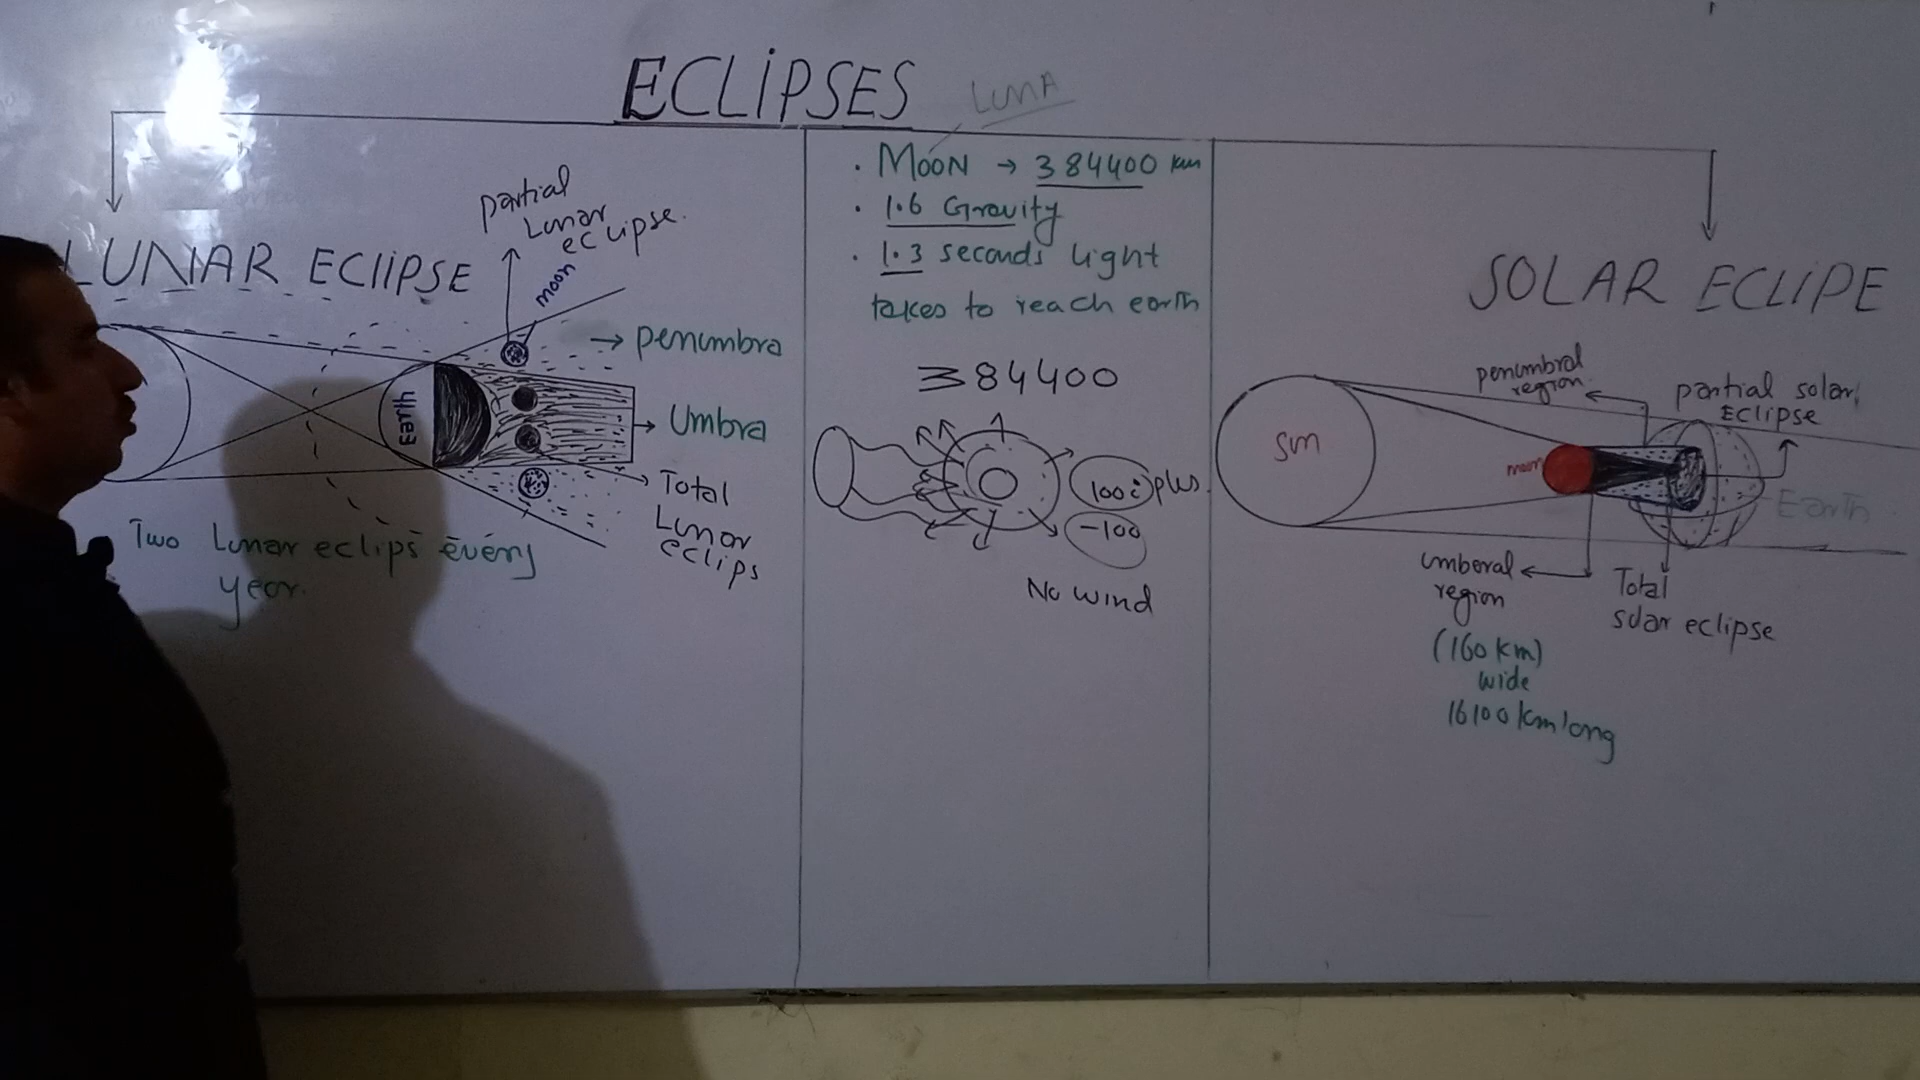 ECLIPSES
LUNA
LUNAR ECIIPSE
partial
Lunar
eclipse.
moon
Earth
→ Penumbra
→ Umbra
Total
Lunar
eclips
Two Lunar eclips every
year.
. MOON → 384400 km
. 1.6 Gravity
. 1.3 seconds light
takes to reach earth
384400
100c plus
-100
No wind
SOLAR ECLIPE
penumbral
region
partial solar
Eclipse
Sun
moon
Earth
umberal
region
(160 km)
wide
16100 km long
Total
solar eclipse